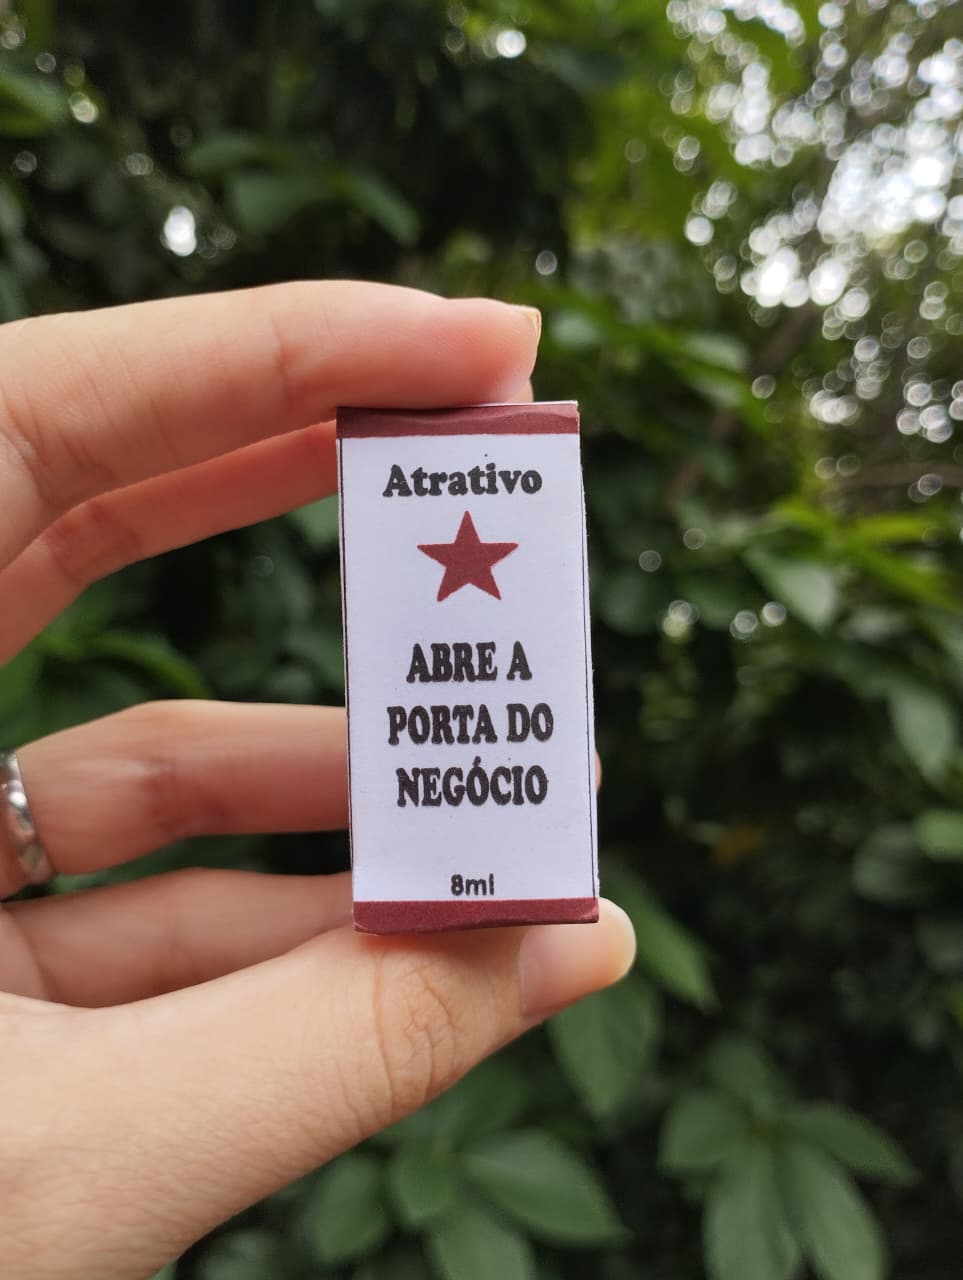 Atrativo
ABRE A
PORTA DO
NEGÓCIO
8ml